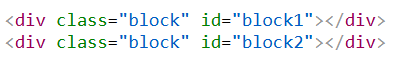 <div class="block" id="block1"></div>
<div class="block" id="block2"></div>